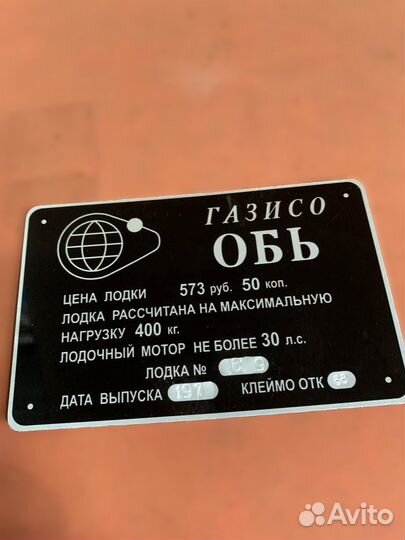 ГАЗИСО
ОБЬ
ЦЕНА ЛОДКИ 573 руб. 50 коп.
ЛОДКА РАССЧИТАНА НА МАКСИМАЛЬНУЮ
НАГРУЗКУ 400 кг.
ЛОДОЧНЫЙ МОТОР НЕ БОЛЕЕ 30 л.с.
ЛОДКА №
ДАТА ВЫПУСКА 197 КЛЕЙМО ОТК
Avito